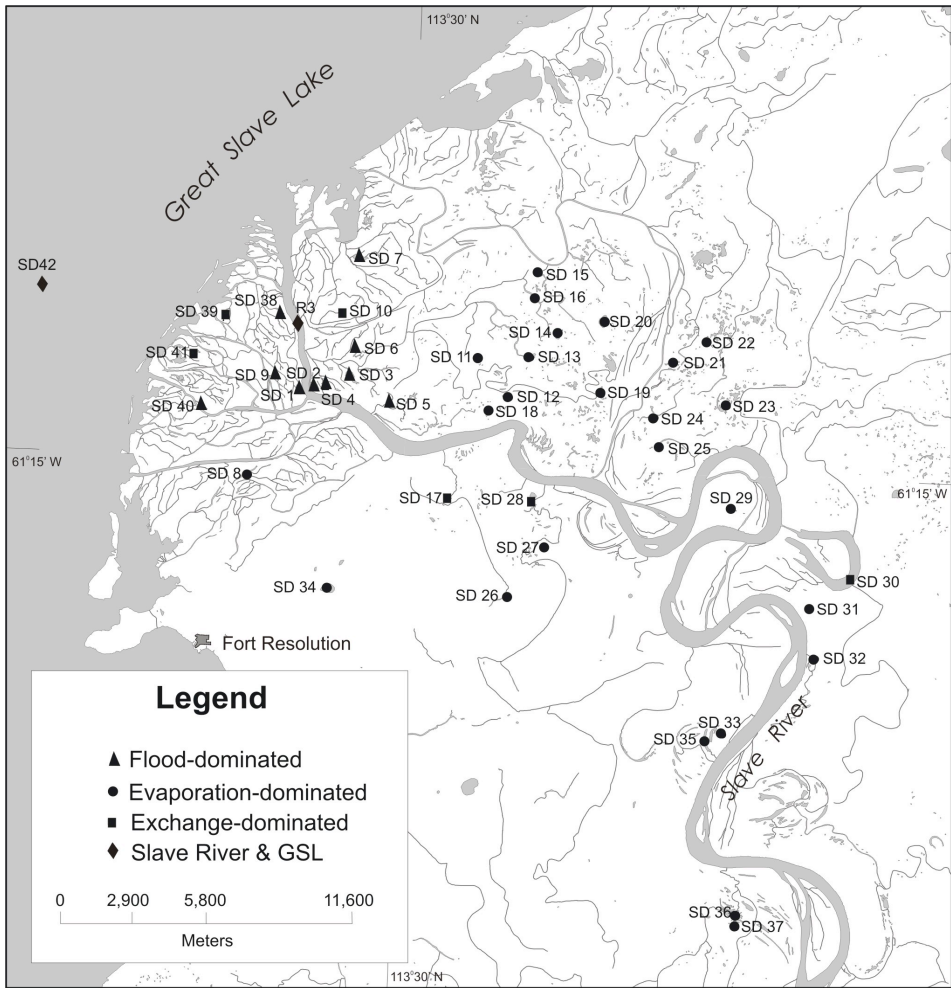 113°30' N
Great Slave Lake
SD42
SD 7
SD 15
SD 16
SD 38
R3
SD 39
SD 10
SD 20
SD 14
SD 22
SD 41
SD 6
SD 11
SD 13
SD 21
SD 9
SD 2
SD 3
SD 1
SD 4
SD 12
SD 19
SD 40
SD 5
SD 18
SD 23
SD 24
61°15' W
SD 25
SD 8
SD 17
SD 28
SD 29
61°15' W
SD 27
SD 30
SD 34
SD 26
SD 31
Fort Resolution
SD 32
Slave River
SD 33
SD 35
SD 36
SD 37
Legend
Flood-dominated
Evaporation-dominated
Exchange-dominated
Slave River & GSL
0 2,900 5,800 11,600
Meters
113°30' N